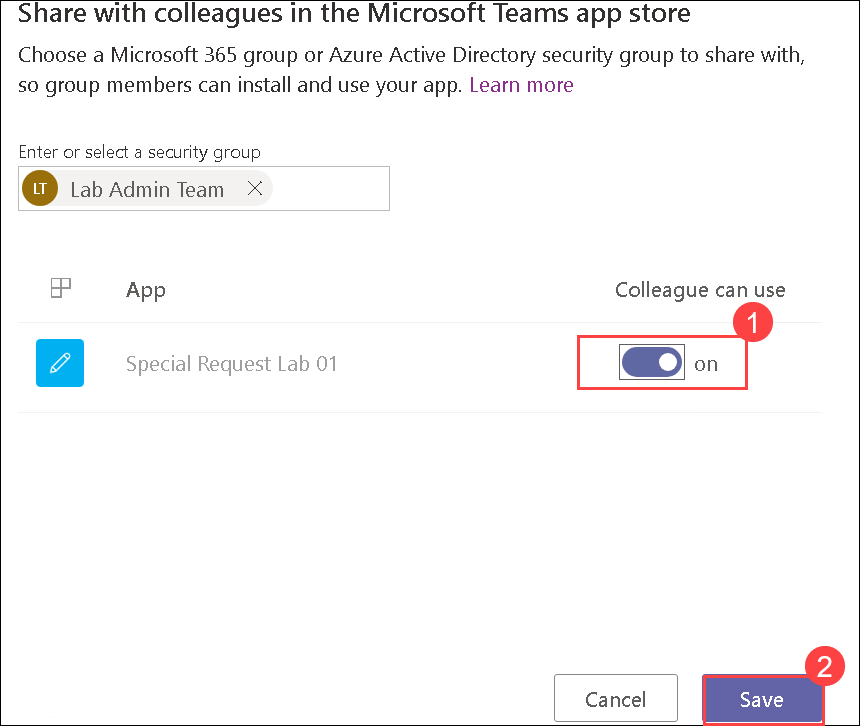 Share with colleagues in the Microsoft Teams app store
Choose a Microsoft 365 group or Azure Active Directory security group to share with,
so group members can install and use your app. Learn more
Enter or select a security group
LT Lab Admin Team
App Colleague can use
1
Special Request Lab 01 on
2
Cancel Save